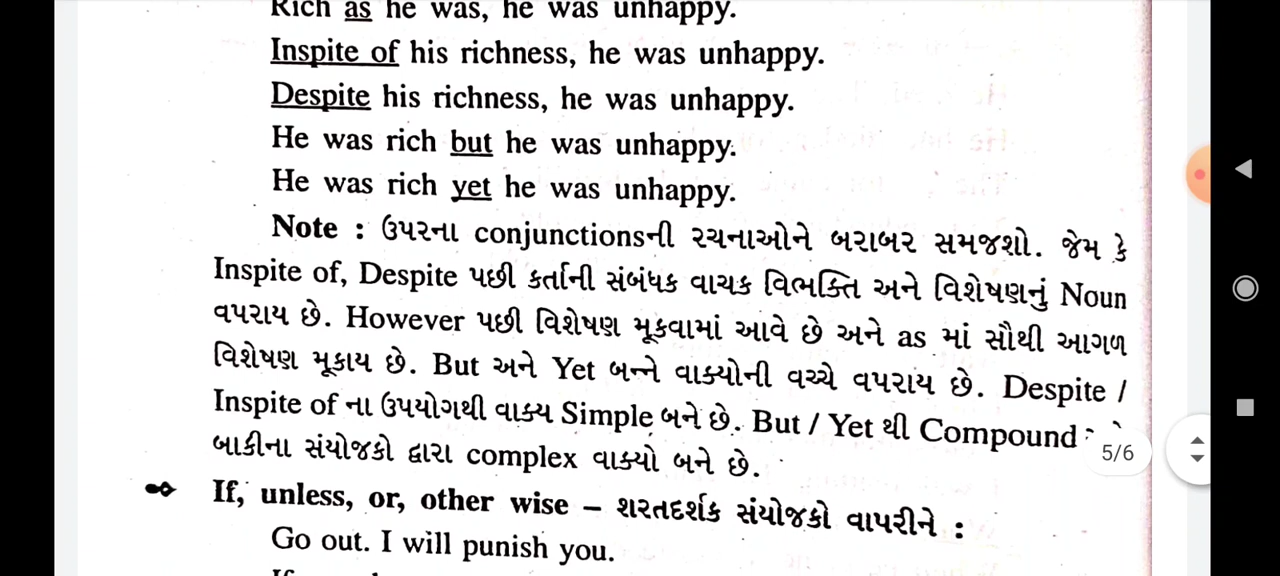 Rich as he was, he was unhappy.
Inspite of his richness, he was unhappy.
Despite his richness, he was unhappy.
He was rich but he was unhappy.
He was rich yet he was unhappy.
Note : ઉપરના conjunctionsની રચનાઓને બરાબર સમજશો. જેમ કે
Inspite of, Despite પછી કર્તાની સંબંધક વાચક વિભક્તિ અને વિશેષણનું Noun
વપરાય છે. However પછી વિશેષણ મૂકવામાં આવે છે અને as માં સૌથી આગળ
વિશેષણ મૂકાય છે. But અને Yet બન્ને વાક્યોની વચ્ચે વપરાય છે. Despite /
Inspite of ના ઉપયોગથી વાક્ય Simple બને છે. But / Yet થી Compound
5/6
બાકીના સંયોજકો દ્વારા complex વાક્યો બને છે.
If, unless, or, other wise – શરતદર્શક સંયોજકો વાપરીને :
Go out. I will punish you.